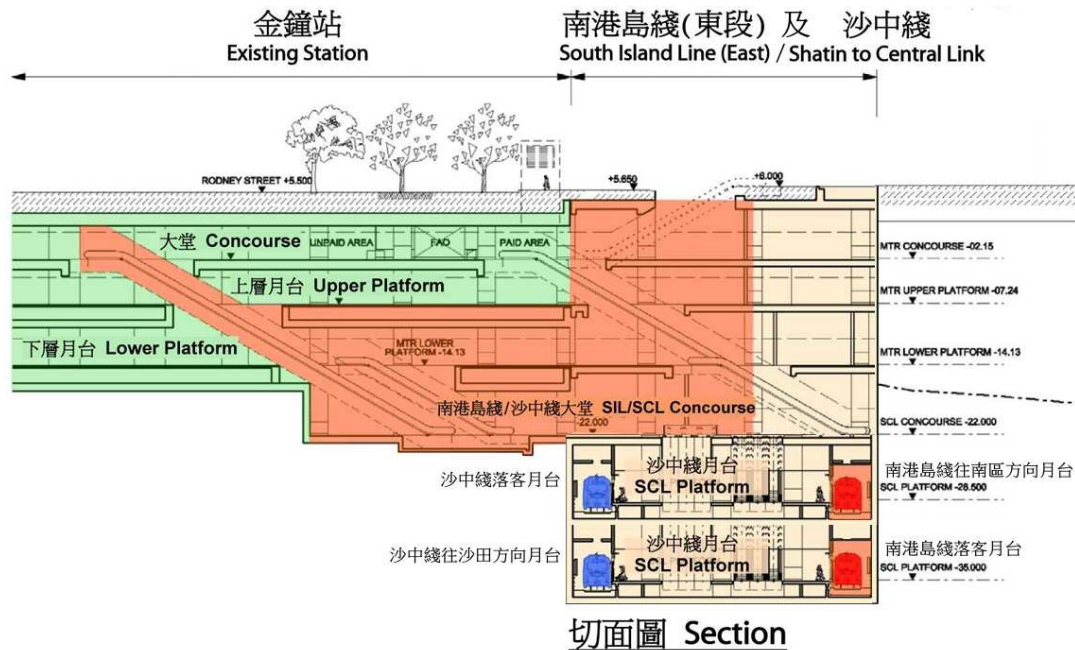 金鐘站
Existing Station
南港島綫(東段) 及 沙中綫
South Island Line (East) / Shatin to Central Link
RODNEY STREET +5.500
+5.650
+8.000
大堂 Concourse
UNPAID AREA
FAO
PAID AREA
MTR CONCOURSE -02.15
上層月台 Upper Platform
MTR UPPER PLATFORM -07.24
下層月台 Lower Platform
MTR LOWER
PLATFORM -14.13
MTR LOWER PLATFORM -14.13
南港島綫/沙中綫大堂 SIL/SCL Concourse
-22.000
SCL CONCOURSE -22.000
沙中綫落客月台
沙中綫月台
SCL Platform
南港島綫往南區方向月台
SCL PLATFORM -28.500
沙中綫往沙田方向月台
沙中綫月台
SCL Platform
南港島綫落客月台
SCL PLATFORM -35.000
切面圖 Section